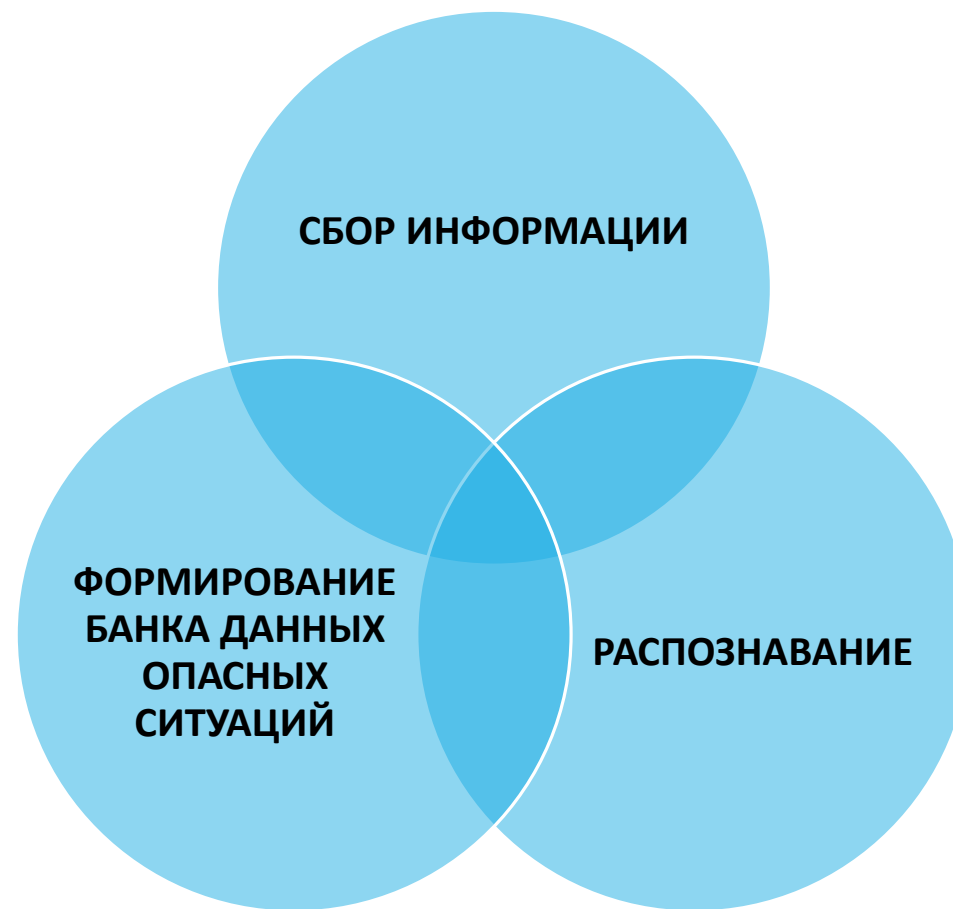 СБОР ИНФОРМАЦИИ
ФОРМИРОВАНИЕ
БАНКА ДАННЫХ
ОПАСНЫХ
СИТУАЦИЙ
РАСПОЗНАВАНИЕ